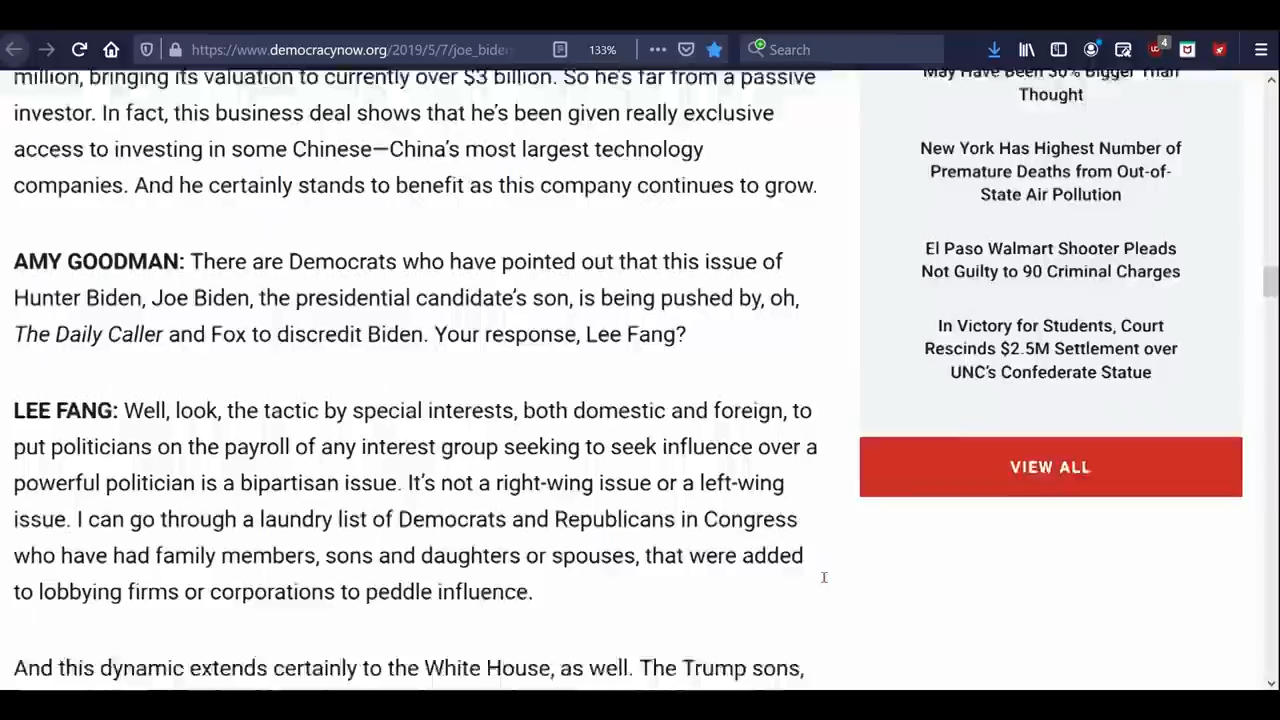 https://www.democracynow.org/2019/5/7/joe_biden
133%
Search
4
million, bringing its valuation to currently over $3 billion. So he's far from a passive
investor. In fact, this business deal shows that he's been given really exclusive
access to investing in some Chinese—China's most largest technology
companies. And he certainly stands to benefit as this company continues to grow.
AMY GOODMAN: There are Democrats who have pointed out that this issue of
Hunter Biden, Joe Biden, the presidential candidate's son, is being pushed by, oh,
The Daily Caller and Fox to discredit Biden. Your response, Lee Fang?
LEE FANG: Well, look, the tactic by special interests, both domestic and foreign, to
put politicians on the payroll of any interest group seeking to seek influence over a
powerful politician is a bipartisan issue. It's not a right-wing issue or a left-wing
issue. I can go through a laundry list of Democrats and Republicans in Congress
who have had family members, sons and daughters or spouses, that were added
to lobbying firms or corporations to peddle influence.
And this dynamic extends certainly to the White House, as well. The Trump sons,
May Have Been 30% Bigger Than
Thought
New York Has Highest Number of
Premature Deaths from Out-of-
State Air Pollution
El Paso Walmart Shooter Pleads
Not Guilty to 90 Criminal Charges
In Victory for Students, Court
Rescinds $2.5M Settlement over
UNC's Confederate Statue
VIEW ALL